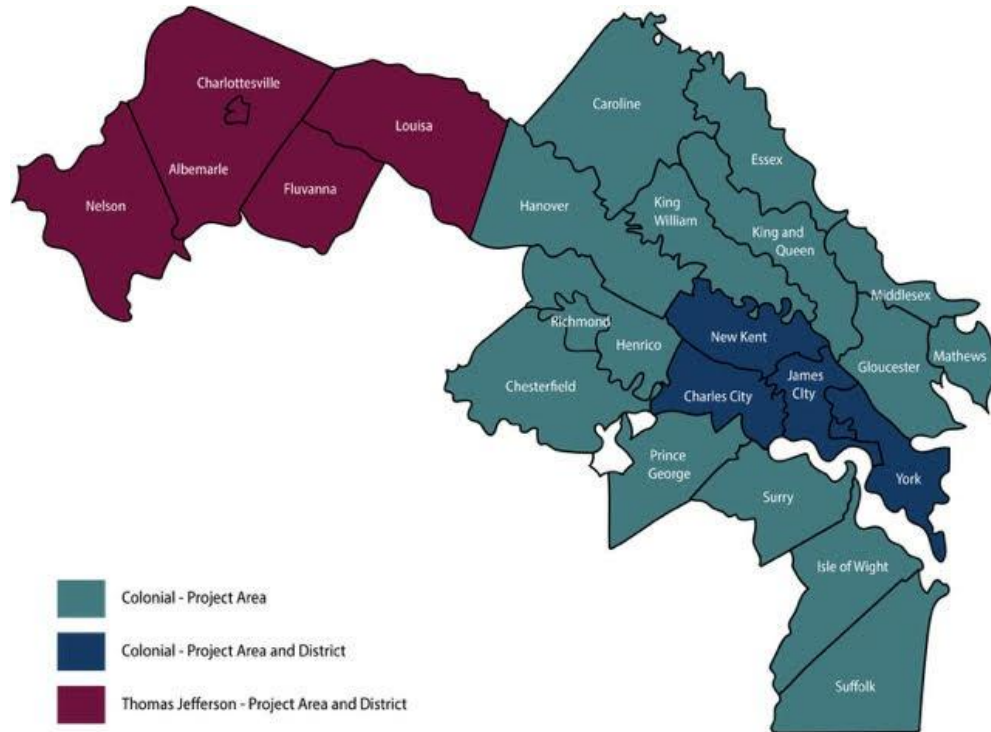 Charlottesville
Caroline
Louisa
Essex
Albemarle
Fluvanna
Nelson
Hanover
King
William
King and
Queen
Middlesex
Richmond
New Kent
Henrico
Mathews
Gloucester
James
CIty
Chesterfield
Charles City
Prince
George
York
Surry
Isle of Wight
Suffolk
Colonial - Project Area
Colonial - Project Area and District
Thomas Jefferson - Project Area and District